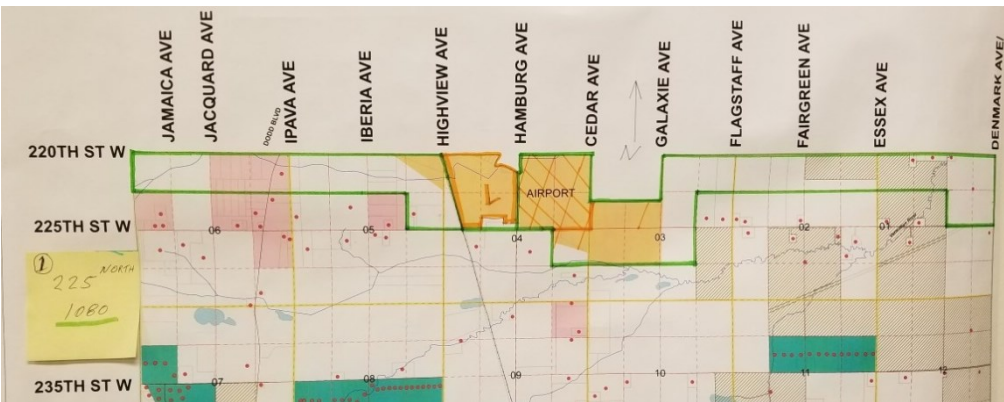 JAMAICA AVE
JACQUARD AVE
DODD BLVD
IPAVA AVE
IBERIA AVE
HIGHVIEW AVE
HAMBURG AVE
CEDAR AVE
GALAXIE AVE
FLAGSTAFF AVE
FAIRGREEN AVE
ESSEX AVE
DENMARK AVE/
N
220TH ST W
AIRPORT
L
225TH ST W
06
05
04
03
02
01
1
225 NORTH
1080
235TH ST W
07
08
09
10
11
12